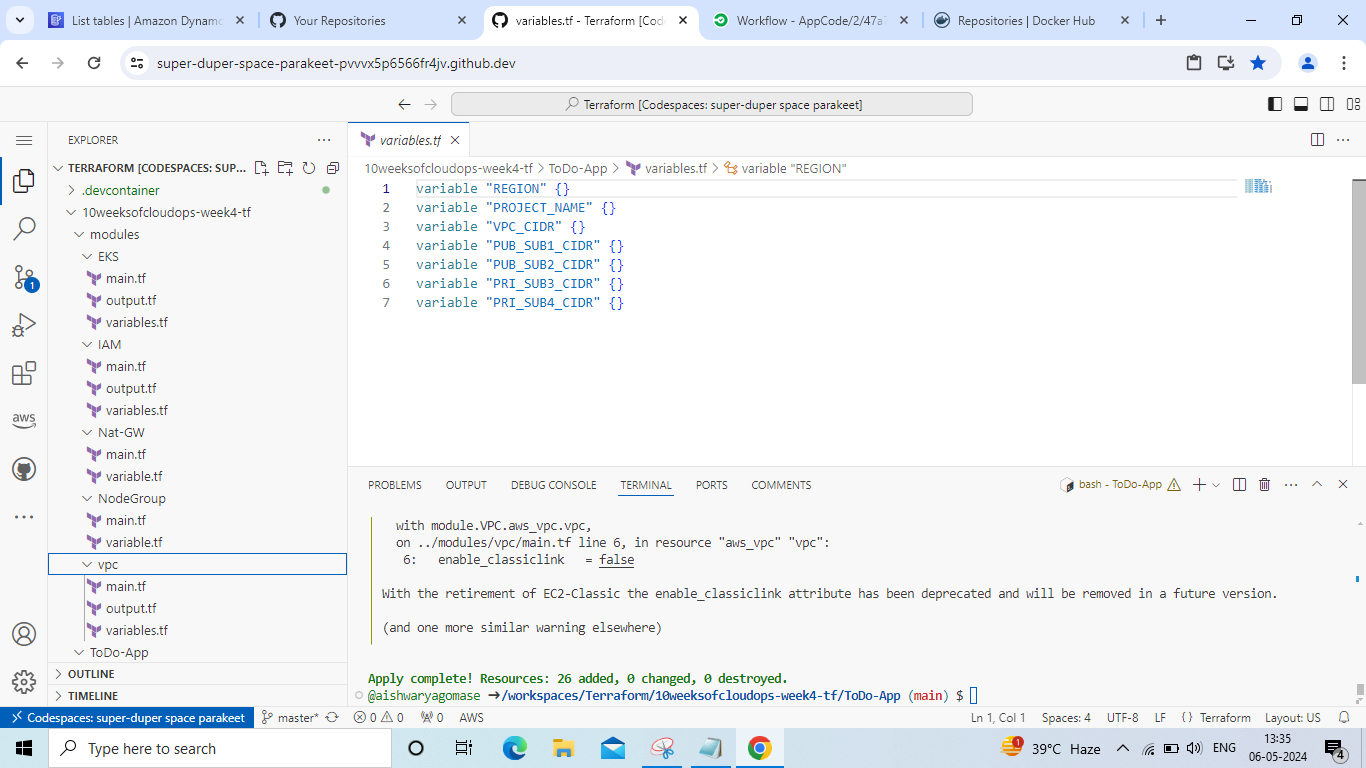 List tables | Amazon Dynamo
Your Repositories
variables.tf - Terraform [Code
Workflow - AppCode/2/47a7
Repositories | Docker Hub
super-duper-space-parakeet-pvvvx5p6566fr4jv.github.dev
Terraform [Codespaces: super-duper space parakeet]
EXPLORER
TERRAFORM [CODESPACES: SUP...
.devcontainer
10weeksofcloudops-week4-tf
modules
EKS
main.tf
output.tf
variables.tf
IAM
main.tf
output.tf
variables.tf
Nat-GW
main.tf
variable.tf
NodeGroup
main.tf
variable.tf
vpc
main.tf
output.tf
variables.tf
ToDo-App
OUTLINE
TIMELINE
1
aws
variables.tf
10weeksofcloudops-week4-tf > ToDo-App > variables.tf > variable "REGION"
1 variable "REGION" {}
2 variable "PROJECT_NAME" {}
3 variable "VPC_CIDR" {}
4 variable "PUB_SUB1_CIDR" {}
5 variable "PUB_SUB2_CIDR" {}
6 variable "PRI_SUB3_CIDR" {}
7 variable "PRI_SUB4_CIDR" {}
PROBLEMS OUTPUT DEBUG CONSOLE TERMINAL PORTS COMMENTS
bash - ToDo-App
with module.VPC.aws_vpc.vpc,
on ../modules/vpc/main.tf line 6, in resource "aws_vpc" "vpc":
6: enable_classiclink = false
With the retirement of EC2-Classic the enable_classiclink attribute has been deprecated and will be removed in a future version.
(and one more similar warning elsewhere)
Apply complete! Resources: 26 added, 0 changed, 0 destroyed.
@aishwaryagomase ➜/workspaces/Terraform/10weeksofcloudops-week4-tf/ToDo-App (main) $
Codespaces: super-duper space parakeet master* 0 0 0 AWS
Ln 1, Col 1 Spaces: 4 UTF-8 LF {} Terraform Layout: US
Type here to search
1
39°C Haze
ENG
13:35
06-05-2024
4